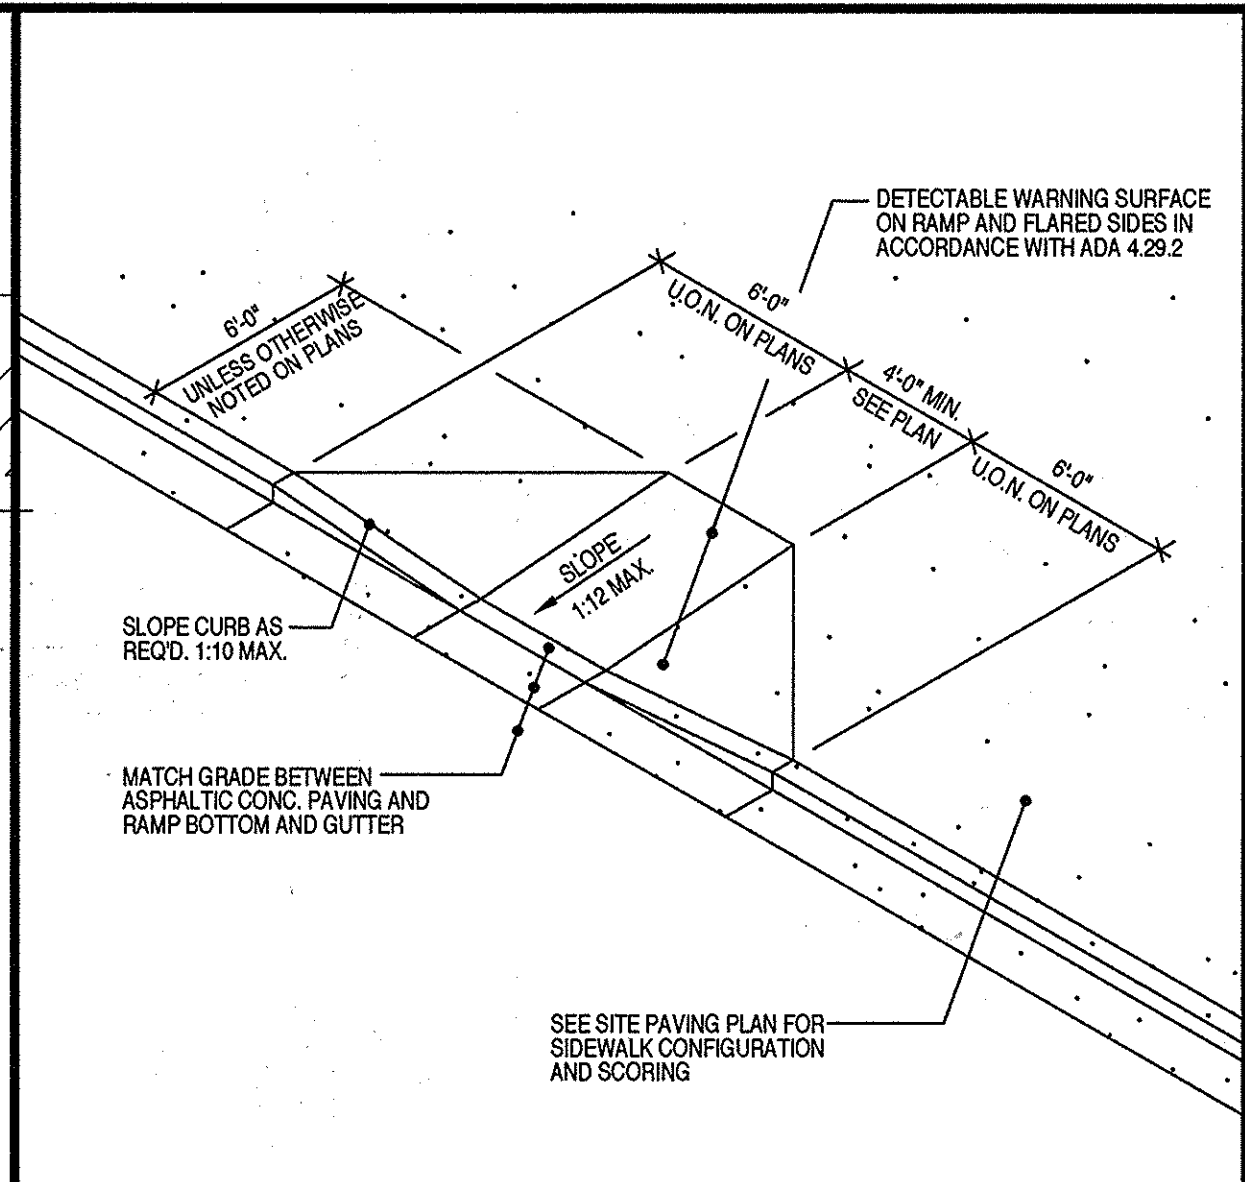 DETECTABLE WARNING SURFACE
ON RAMP AND FLARED SIDES IN
ACCORDANCE WITH ADA 4.29.2
6'-0"
UNLESS OTHERWISE
NOTED ON PLANS
6'-0"
U.O.N. ON PLANS
4'-0" MIN.
SEE PLAN
6'-0"
U.O.N. ON PLANS
SLOPE
1:12 MAX.
SLOPE CURB AS
REQ'D. 1:10 MAX.
MATCH GRADE BETWEEN
ASPHALTIC CONC. PAVING AND
RAMP BOTTOM AND GUTTER
SEE SITE PAVING PLAN FOR
SIDEWALK CONFIGURATION
AND SCORING